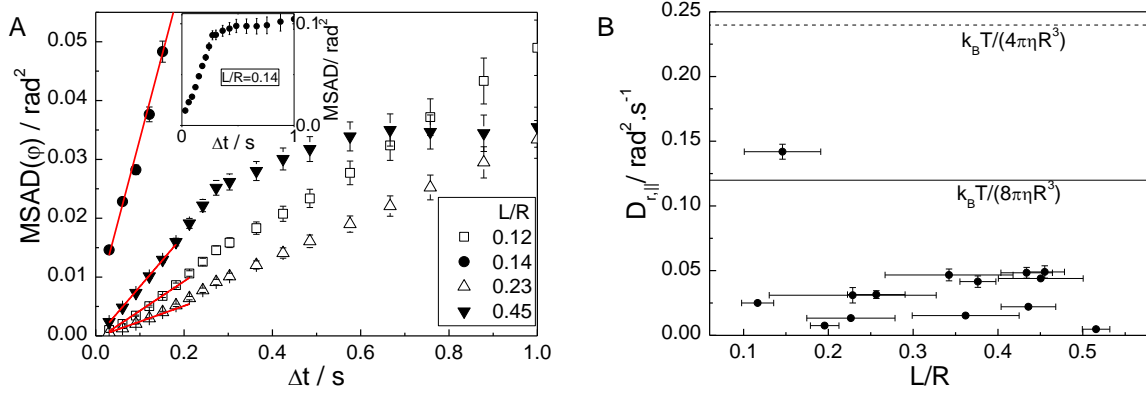 A
MSAD(φ) / rad²
0.05
0.04
0.03
0.02
0.01
0.00
0.0
0.2
0.4
0.6
0.8
1.0
Δt / s
L/R
0.12
0.14
0.23
0.45
L/R=0.14
0
1
Δt / s
0.1
0.0
MSAD/ rad²
B
D_r,||/ rad².s⁻¹
0.25
0.20
0.15
0.10
0.05
0.00
k_BT/(4πηR³)
k_BT/(8πηR³)
0.1
0.2
0.3
0.4
0.5
L/R